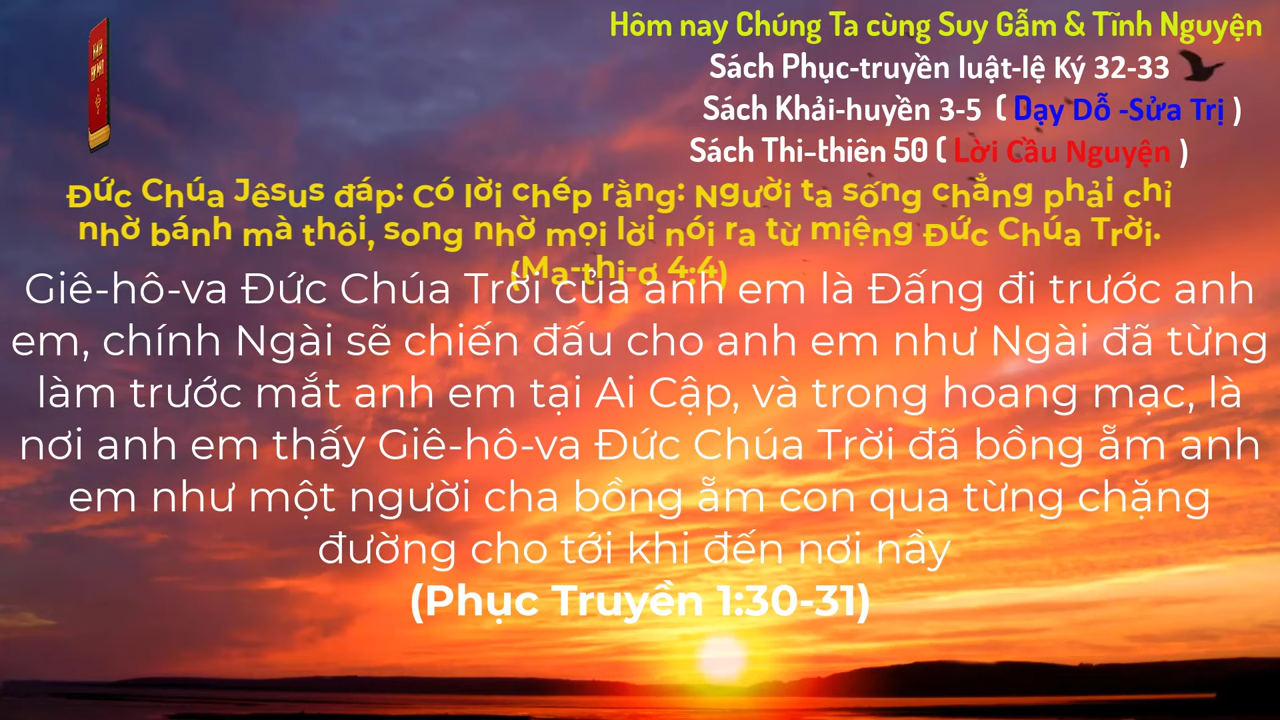 Hôm nay Chúng Ta cùng Suy Gẫm & Tĩnh Nguyện
Sách Phục-truyền luật-lệ Ký 32-33
Sách Khải-huyền 3-5 ( Dạy Dỗ -Sửa Trị )
Sách Thi-thiên 50 ( Lời Cầu Nguyện )
Đức Chúa Jêsus đáp: Có lời chép rằng: Người ta sống chẳng phải chỉ
nhờ bánh mà thôi, song nhờ mọi lời nói ra từ miệng Đức Chúa Trời.
(Ma-thi-ơ 4:4)
Giê-hô-va Đức Chúa Trời của anh em là Đấng đi trước anh
em, chính Ngài sẽ chiến đấu cho anh em như Ngài đã từng
làm trước mắt anh em tại Ai Cập, và trong hoang mạc, là
nơi anh em thấy Giê-hô-va Đức Chúa Trời đã bồng ẵm anh
em như một người cha bồng ẵm con qua từng chặng
đường cho tới khi đến nơi nầy
(Phục Truyền 1:30-31)